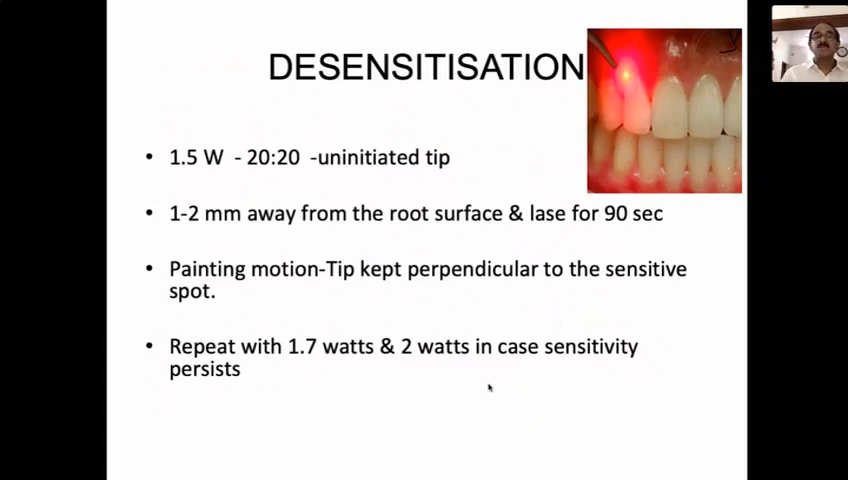 DESENSITISATION
• 1.5 W - 20:20 -uninitiated tip
• 1-2 mm away from the root surface & lase for 90 sec
• Painting motion-Tip kept perpendicular to the sensitive
spot.
• Repeat with 1.7 watts & 2 watts in case sensitivity
persists